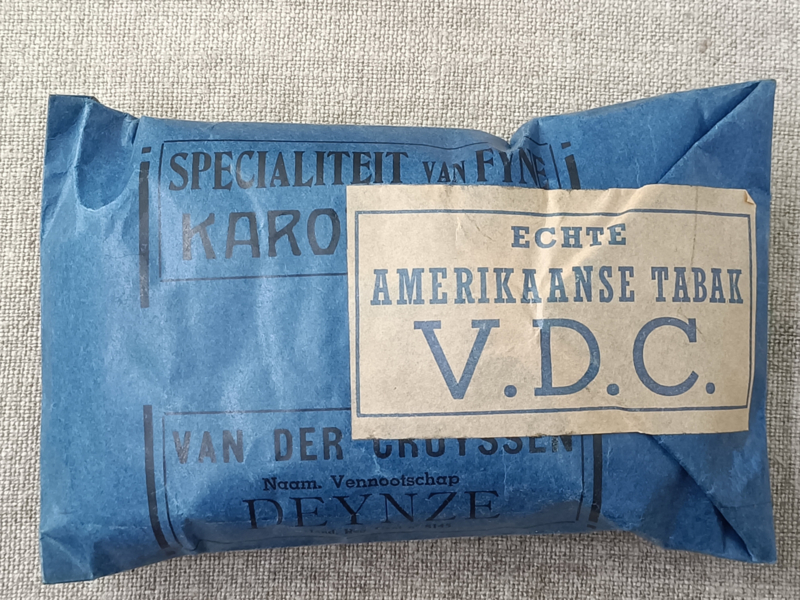 SPECIALITEIT VAN FYNE
KARO
ECHTE
AMERIKAANSE TABAK
V.D.C.
VAN DER CRUYSSEN
Naam. Vennootschap
DEYNZE